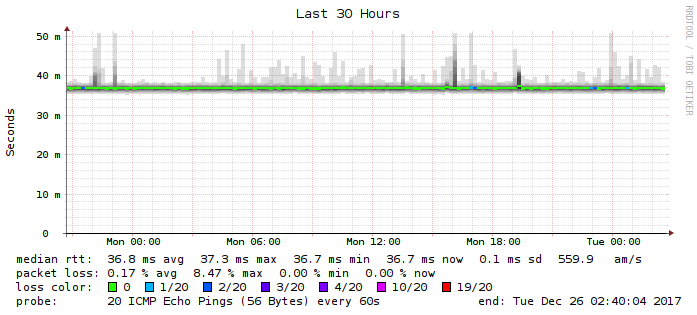 Last 30 Hours
RRDTOOL / TOBI OETIKER
Seconds
50 m
40 m
30 m
20 m
10 m
0
Mon 00:00 Mon 06:00 Mon 12:00 Mon 18:00 Tue 00:00
median rtt: 36.8 ms avg 37.3 ms max 36.7 ms min 36.7 ms now 0.1 ms sd 559.9 am/s
packet loss: 0.17 % avg 8.47 % max 0.00 % min 0.00 % now
loss color: 0 1/20 2/20 3/20 4/20 10/20 19/20
probe: 20 ICMP Echo Pings (56 Bytes) every 60s end: Tue Dec 26 02:40:04 2017